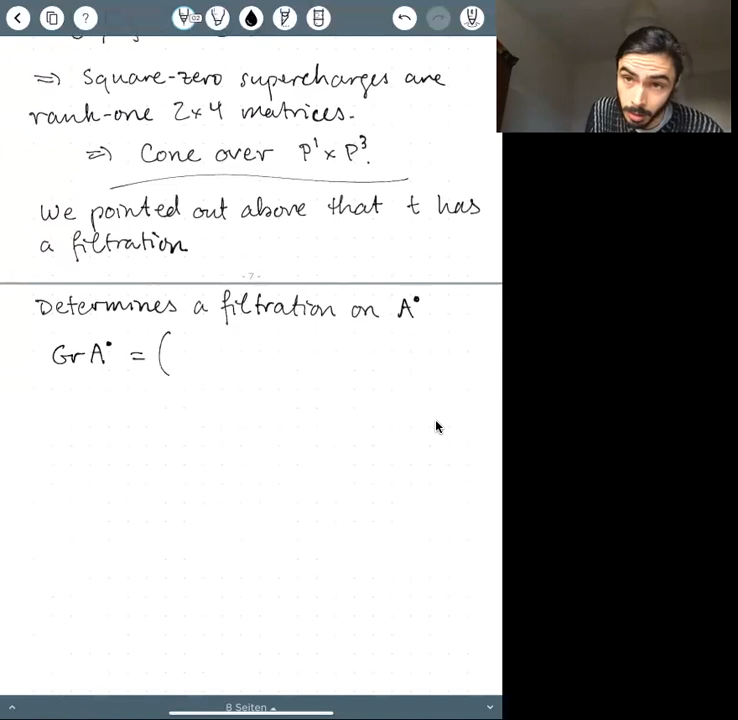 => Square-zero supercharges are
rank-one 2×4 matrices.
=> Cone over P¹ × P³.
We pointed out above that t has
a filtration
- 7 -
Determines a filtration on A•
Gr A• = (
8 Seiten